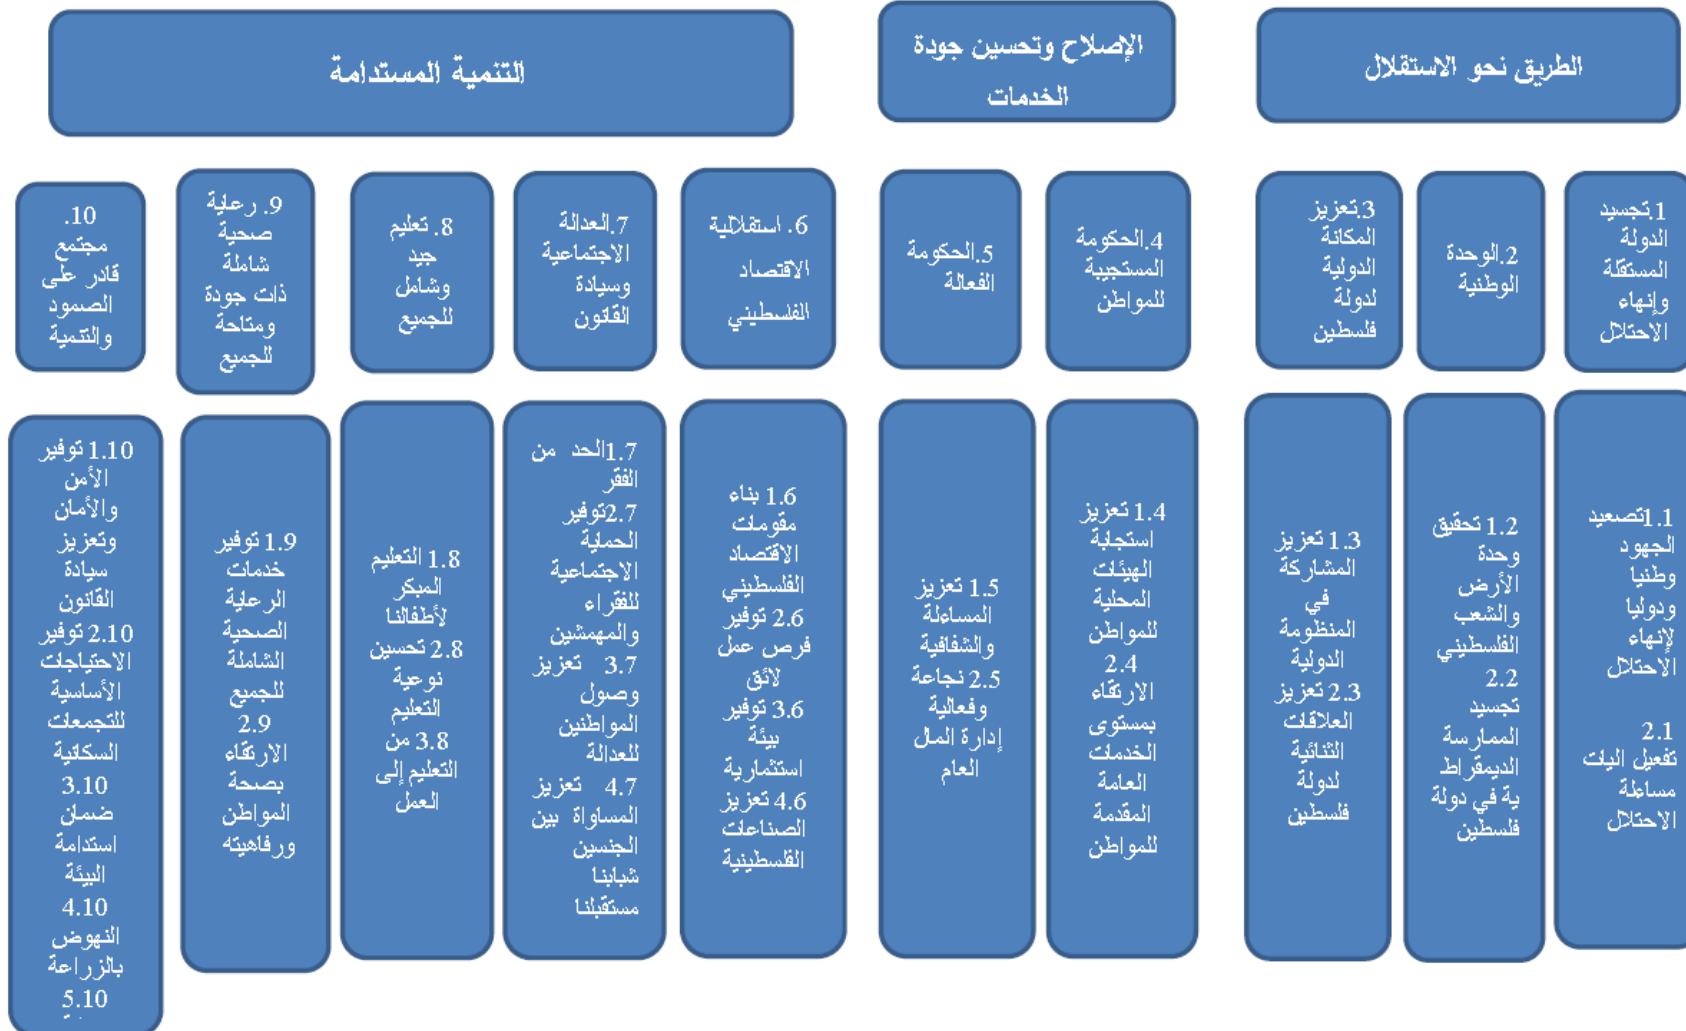 الطريق نحو الاستقلال
الإصلاح وتحسين جودة
الخدمات
التنمية المستدامة
1.تجسيد
الدولة
المستقلة
وإنهاء
الاحتلال
2.الوحدة
الوطنية
3.تعزيز
المكانة
الدولية
لدولة
فلسطين
4.الحكومة
المستجيبة
للمواطن
5.الحكومة
الفعالة
6. استقلالية
الاقتصاد
الفلسطيني
7.العدالة
الاجتماعية
وسيادة
القانون
8. تعليم
جيد
وشامل
للجميع
9. رعاية
صحية
شاملة
ذات جودة
ومتاحة
للجميع
10.
مجتمع
قادر على
الصمود
والتنمية
1.1تصعيد
الجهود
وطنيا
ودوليا
لإنهاء
الاحتلال
2.1
تفعيل اليات
مساءلة
الاحتلال
1.2 تحقيق
وحدة
الأرض
والشعب
الفلسطيني
2.2
تجسيد
الممارسة
الديمقراط
ية في دولة
فلسطين
1.3 تعزيز
المشاركة
في
المنظومة
الدولية
2.3 تعزيز
العلاقات
الثنائية
لدولة
فلسطين
1.4 تعزيز
استجابة
الهيئات
المحلية
للمواطن
2.4
الارتقاء
بمستوى
الخدمات
العامة
المقدمة
للمواطن
1.5 تعزيز
المساءلة
والشفافية
2.5 نجاعة
وفعالية
إدارة المال
العام
1.6 بناء
مقومات
الاقتصاد
الفلسطيني
2.6 توفير
فرص عمل
لائق
3.6 توفير
بيئة
استثمارية
4.6 تعزيز
الصناعات
الفلسطينية
1.7الحد من
الفقر
2.7توفير
الحماية
الاجتماعية
للفقراء
والمهمشين
3.7 تعزيز
وصول
المواطنين
للعدالة
4.7 تعزيز
المساواة بين
الجنسين
شبابنا
مستقبلنا
1.8 التعليم
المبكر
لأطفالنا
2.8 تحسين
نوعية
التعليم
3.8 من
التعليم إلى
العمل
1.9 توفير
خدمات
الرعاية
الصحية
الشاملة
للجميع
2.9
الارتقاء
بصحة
المواطن
ورفاهيته
1.10 توفير
الأمن
والأمان
وتعزيز
سيادة
القانون
2.10 توفير
الاحتياجات
الأساسية
للتجمعات
السكانية
3.10
ضمان
استدامة
البيئة
4.10
النهوض
بالزراعة
5.10